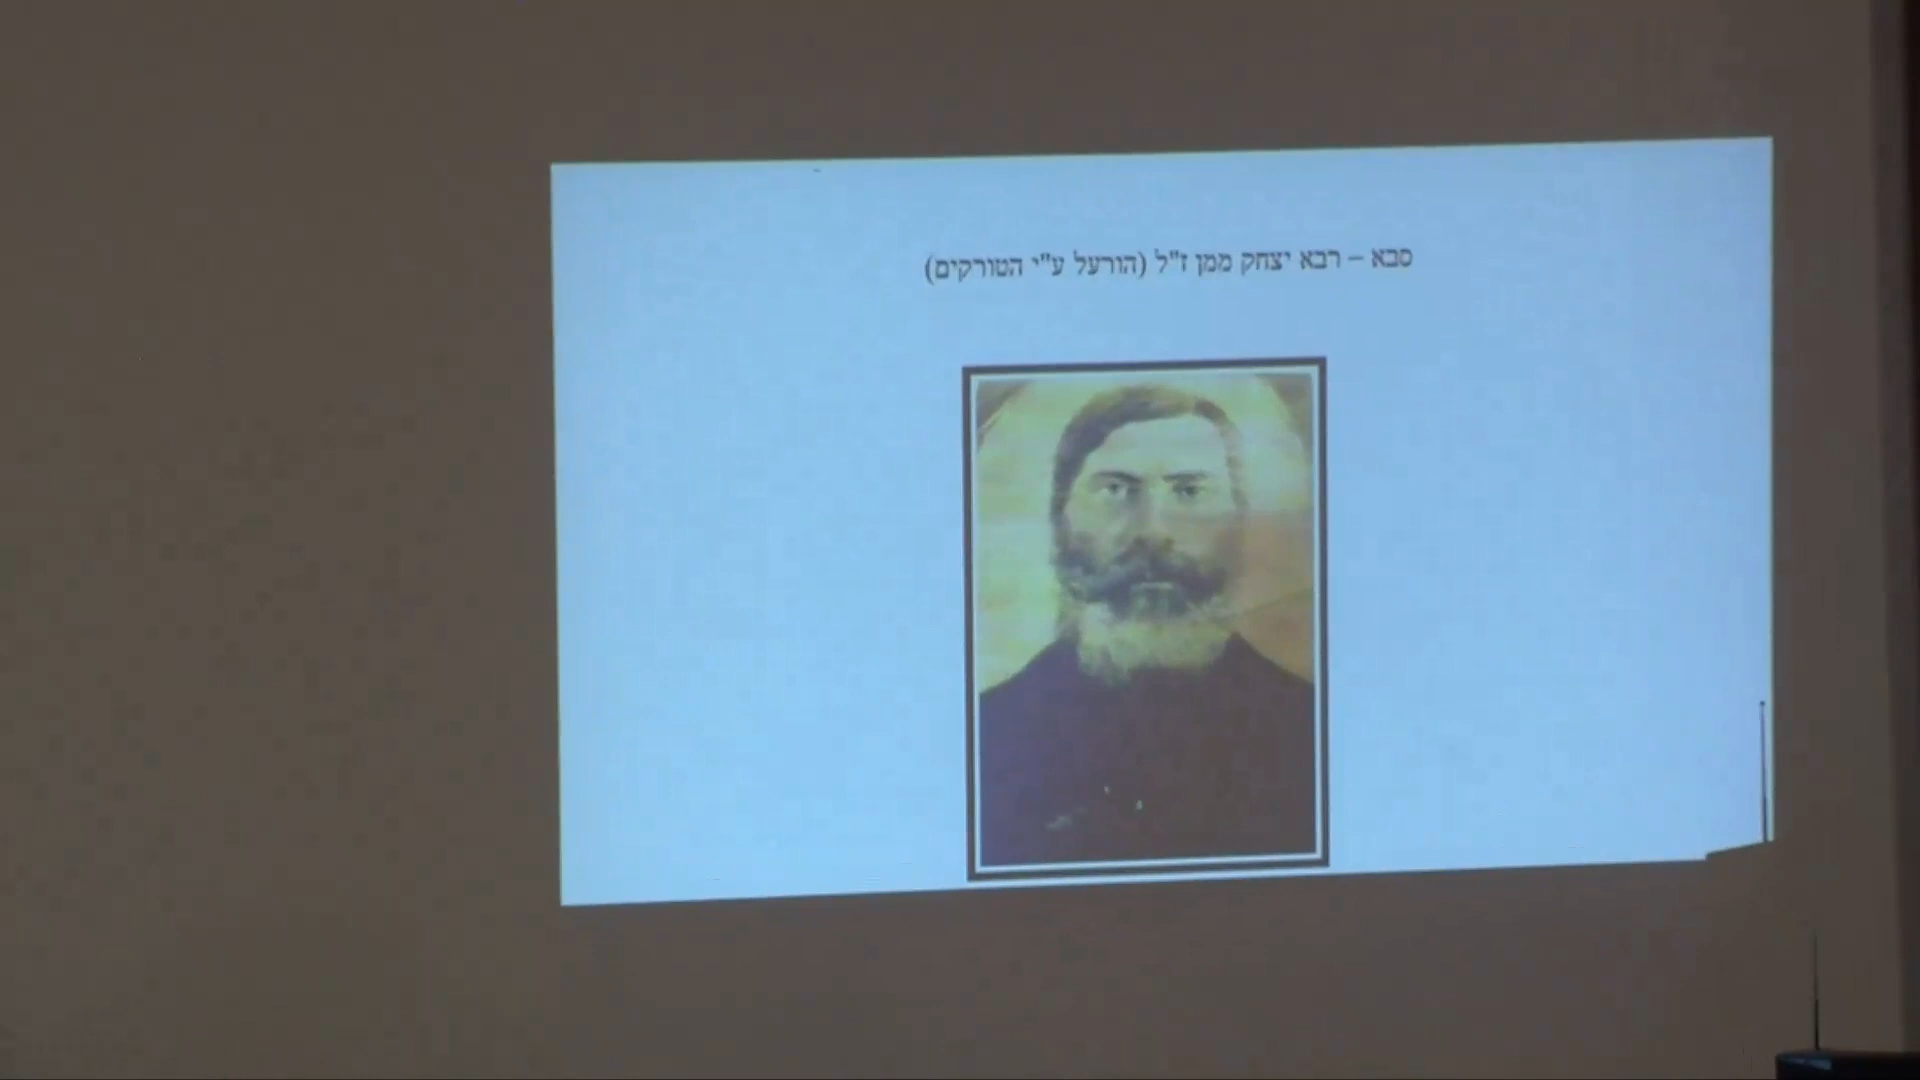 סבא – רבא יצחק ממן ז"ל (הורעל ע"י הטורקים)